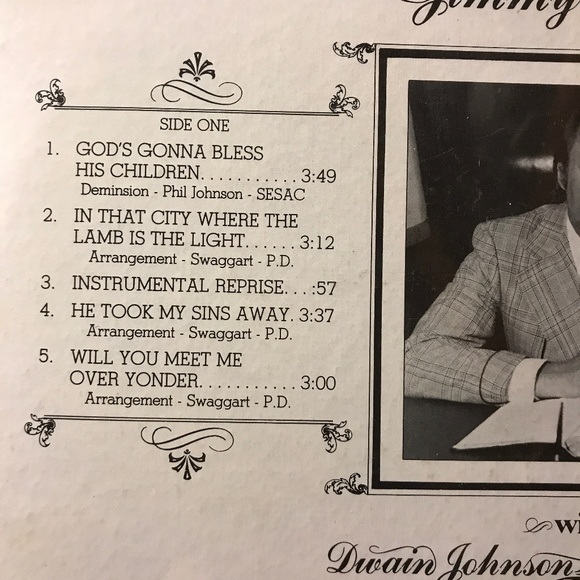 Jimmy
SIDE ONE
1. GOD'S GONNA BLESS
HIS CHILDREN...........3:49
Deminsion - Phil Johnson - SESAC
2. IN THAT CITY WHERE THE
LAMB IS THE LIGHT......3:12
Arrangement - Swaggart - P.D.
3. INSTRUMENTAL REPRISE...:57
4. HE TOOK MY SINS AWAY. 3:37
Arrangement - Swaggart - P.D.
5. WILL YOU MEET ME
OVER YONDER...........3:00
Arrangement - Swaggart - P.D.
Dwain Johnson